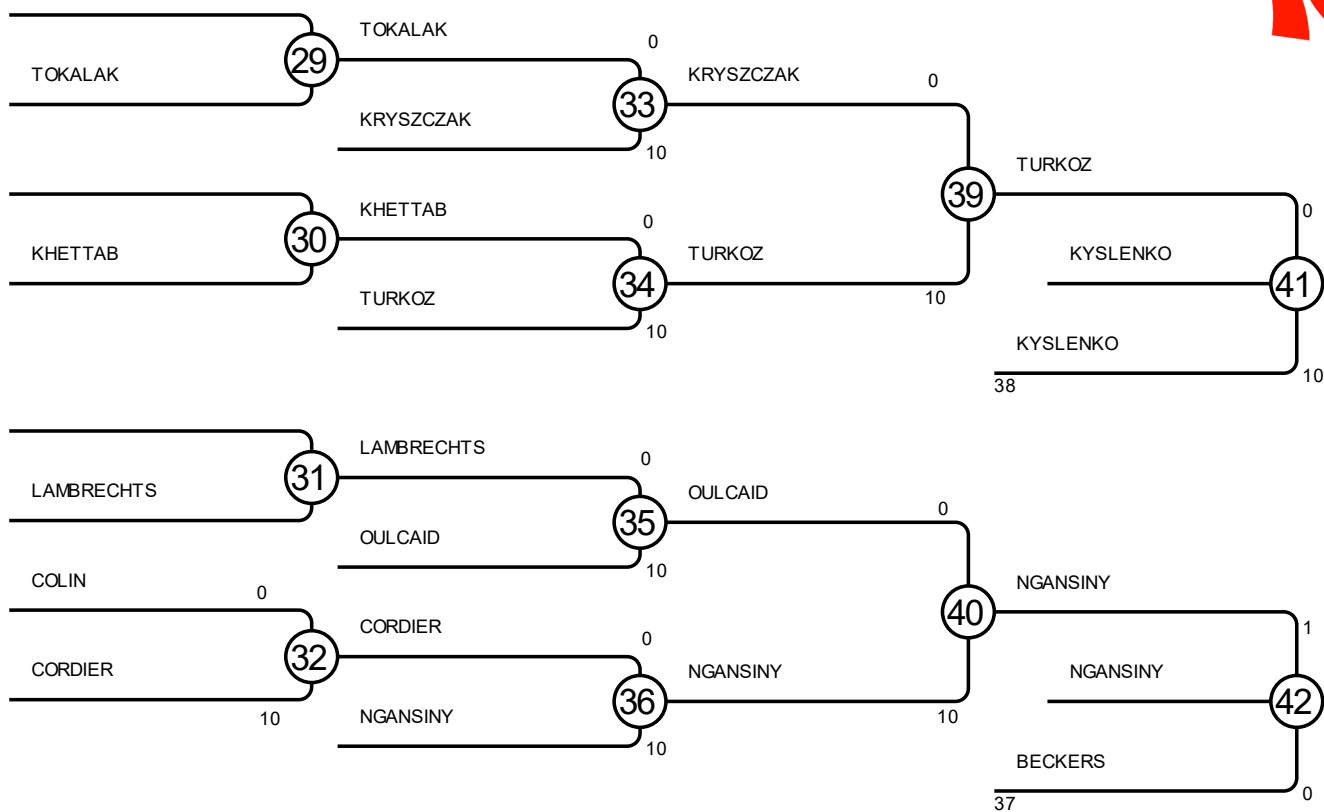 TOKALAK
0
TOKALAK
29
KRYSZCZAK
0
33
KRYSZCZAK
10
TURKOZ
KHETTAB
0
39
0
KHETTAB
30
TURKOZ
KYSLENKO
34
41
TURKOZ
10
10
KYSLENKO
10
38
LAMBRECHTS
0
LAMBRECHTS
31
OULCAID
0
35
OULCAID
10
COLIN
0
NGANSINY
CORDIER
0
40
1
CORDIER
32
NGANSINY
NGANSINY
10
36
10
42
NGANSINY
10
BECKERS
37
0